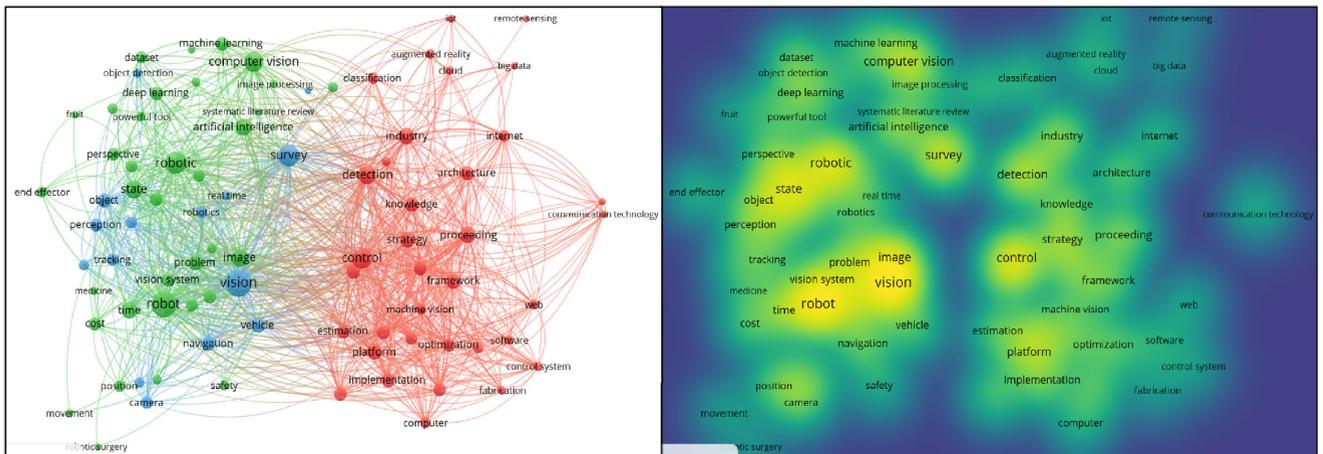 iot
remote sensing
machine learning
augmented reality
dataset
computer vision
big data
object detection
cloud
classification
image processing
deep learning
fruit
powerful tool
systematic literature review
artificial intelligence
industry
internet
perspective
survey
robotic
detection
architecture
end effector
state
object
real time
knowledge
robotics
communication technology
perception
strategy
proceeding
tracking
problem
image
control
vision system
vision
framework
medicine
robot
time
machine vision
web
cost
vehicle
estimation
navigation
platform
optimization
software
control system
position
safety
implementation
fabrication
camera
movement
computer
robotic surgery
iot
remote sensing
machine learning
augmented reality
dataset
computer vision
big data
object detection
cloud
classification
image processing
deep learning
fruit
powerful tool
systematic literature review
artificial intelligence
industry
internet
perspective
survey
robotic
detection
architecture
end effector
state
object
real time
knowledge
robotics
communication technology
perception
strategy
proceeding
tracking
problem
image
control
vision system
vision
framework
medicine
robot
time
machine vision
web
cost
vehicle
estimation
navigation
platform
optimization
software
control system
position
safety
implementation
fabrication
camera
movement
computer
surgery